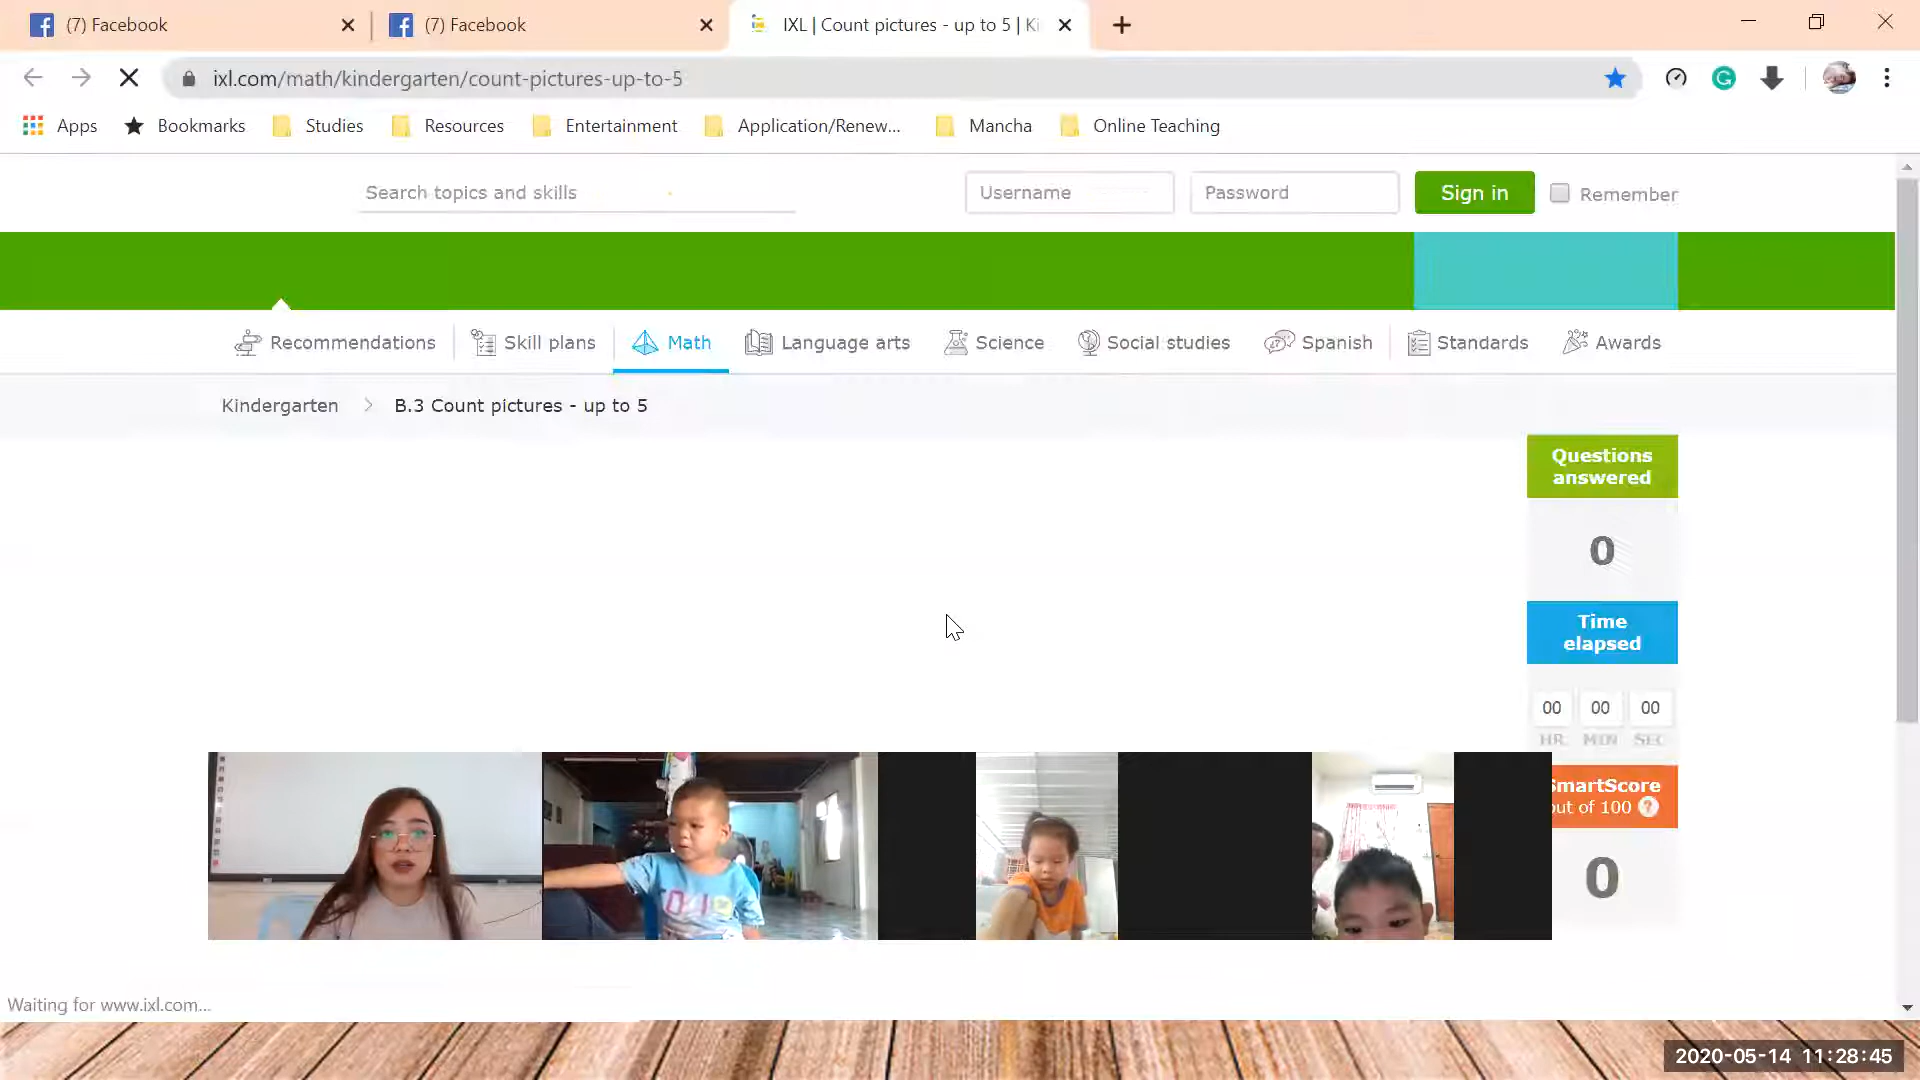 (7) Facebook
(7) Facebook
IXL | Count pictures - up to 5 | Ki
ixl.com/math/kindergarten/count-pictures-up-to-5
Apps
Bookmarks
Studies
Resources
Entertainment
Application/Renew...
Mancha
Online Teaching
Search topics and skills
Username
Password
Sign in
Remember
Recommendations
Skill plans
Math
Language arts
Science
Social studies
Spanish
Standards
Awards
Kindergarten
B.3 Count pictures - up to 5
Questions
answered
0
Time
elapsed
00 00 00
HR MIN SEC
SmartScore
out of 100 ?
0
Waiting for www.ixl.com...
2020-05-14 11:28:45